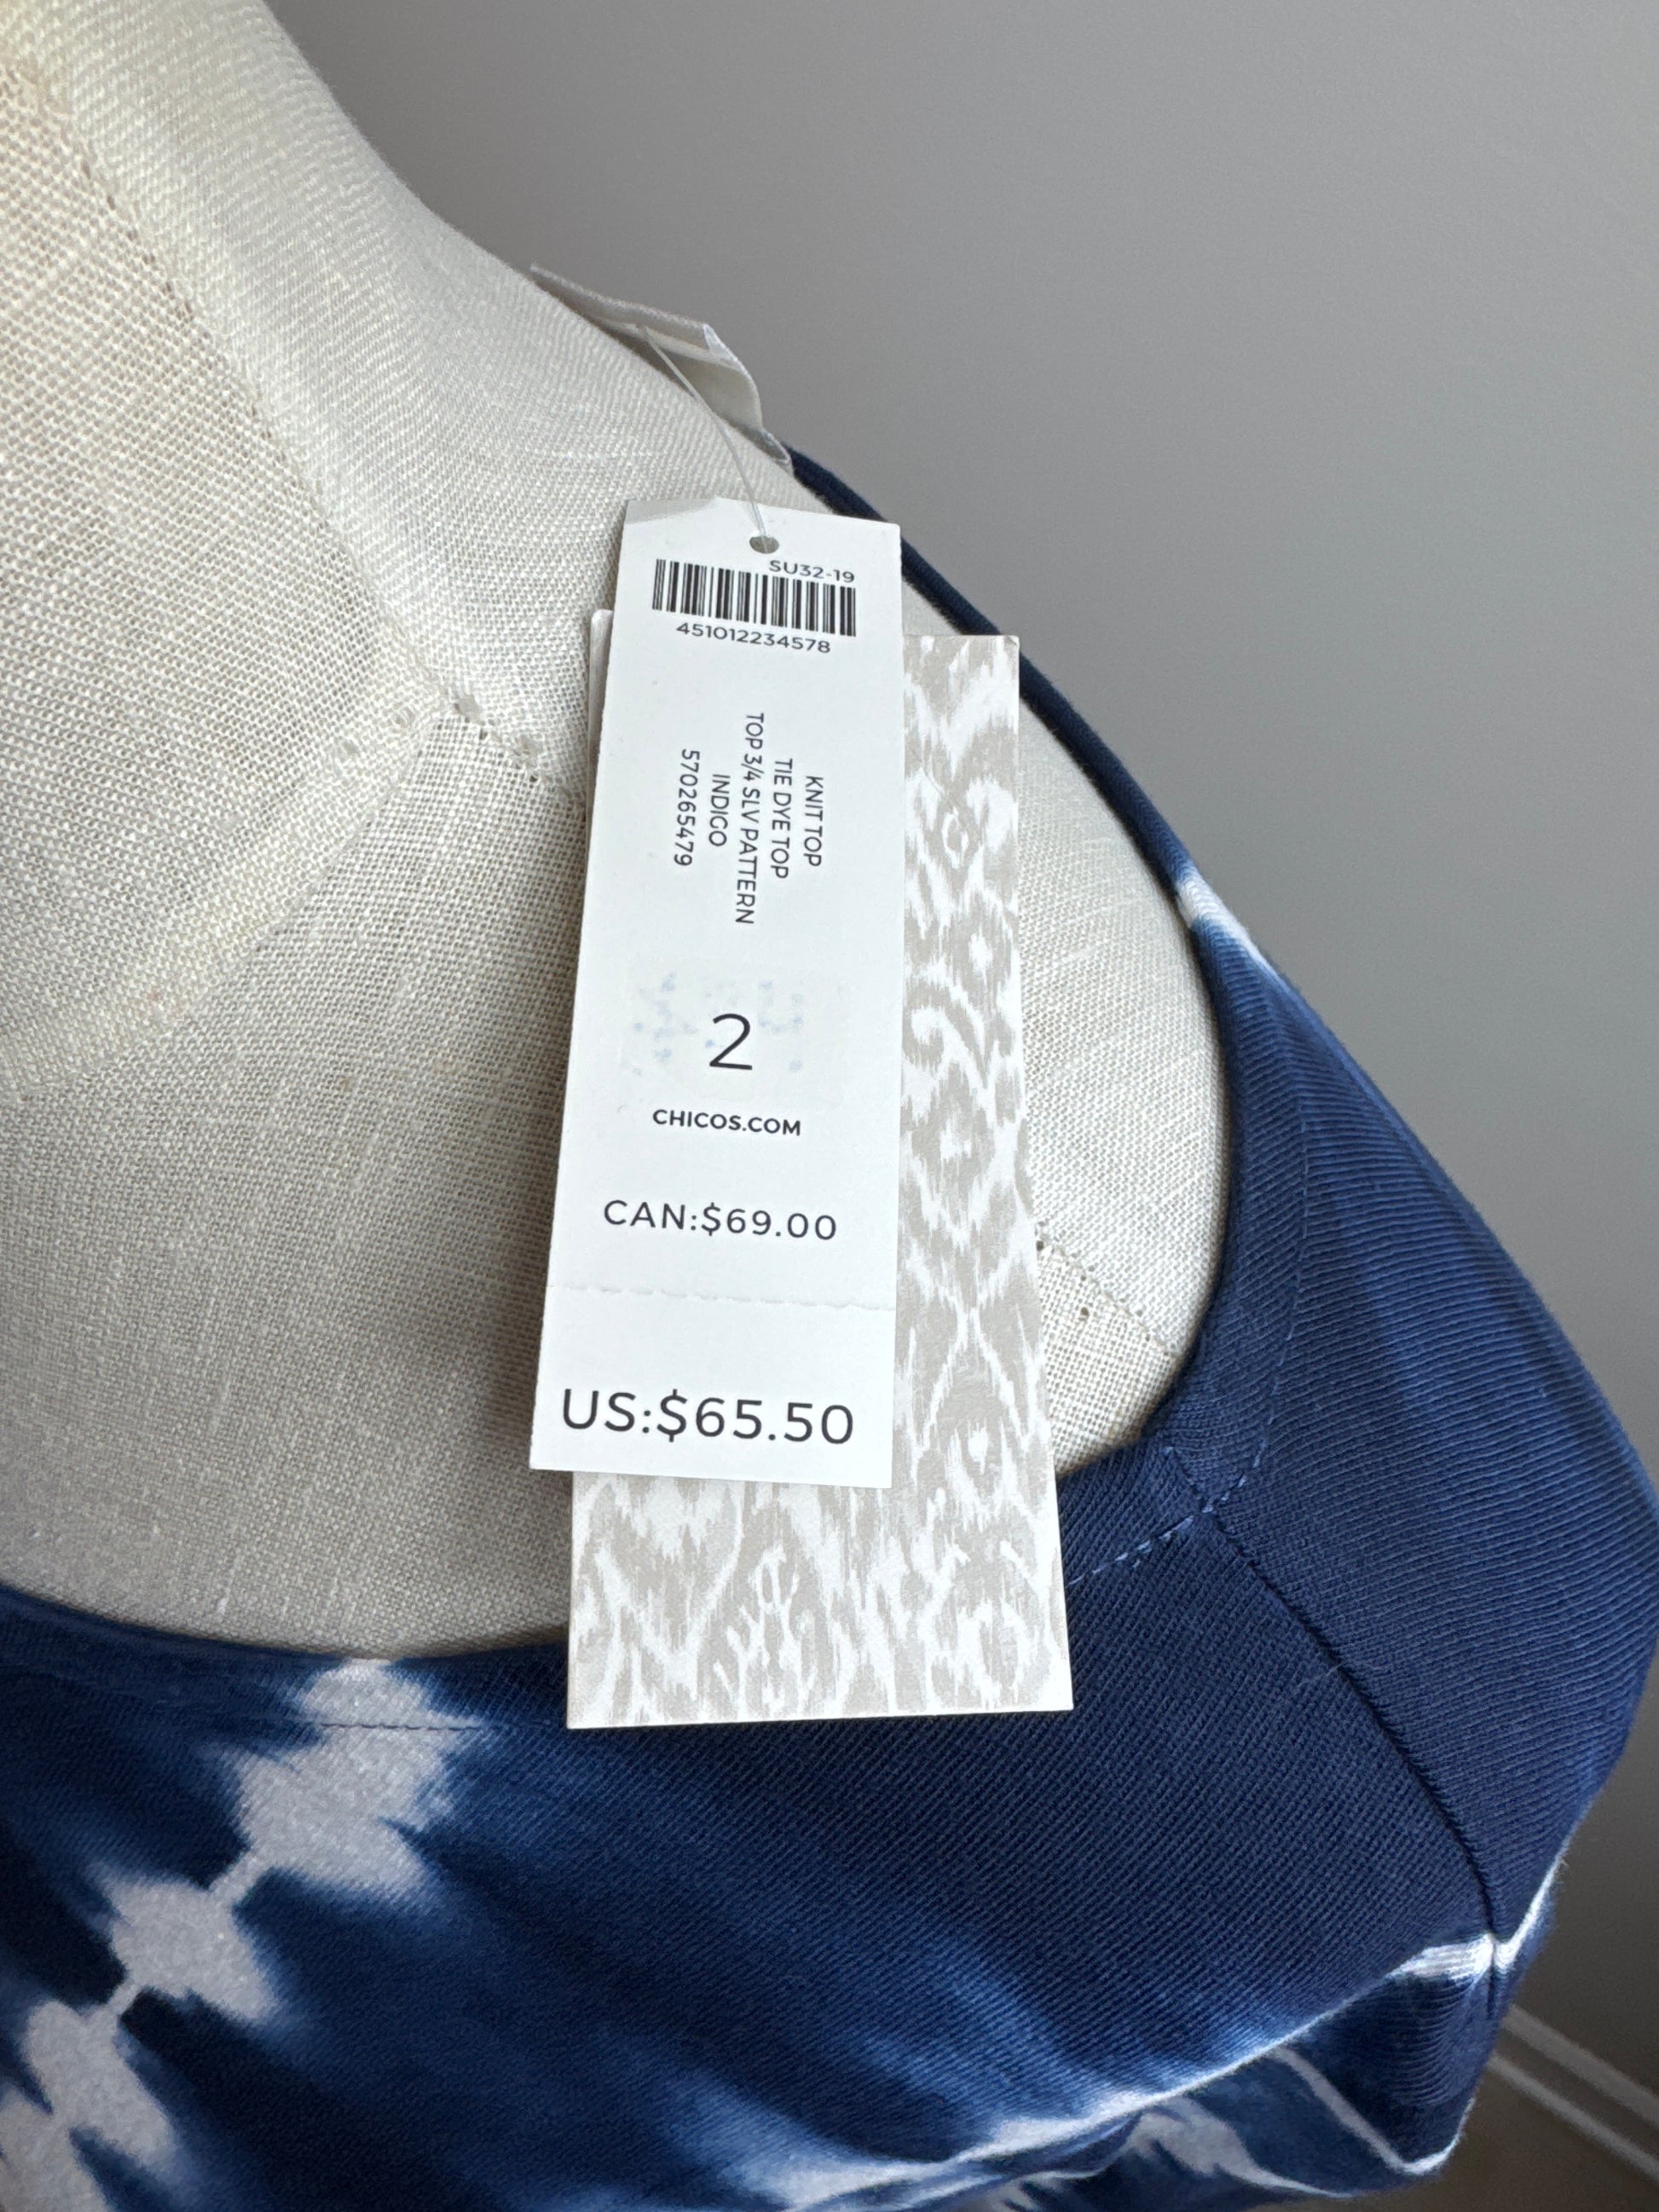 SU32-19
451012234578
KNIT TOP
TIE DYE TOP
TOP 3/4 SLV PATTERN
INDIGO
570265479
2
CHICOS.COM
CAN:$69.00
US:$65.50